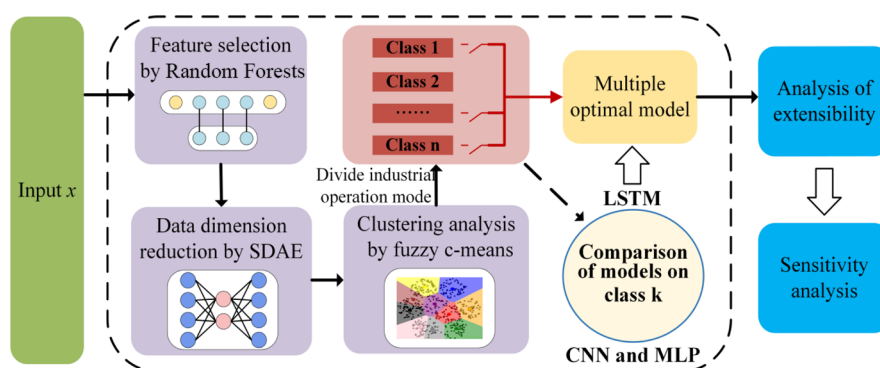 Input x
Feature selection
by Random Forests
Data dimension
reduction by SDAE
Class 1
Class 2
······
Class n
Divide industrial
operation mode
Clustering analysis
by fuzzy c-means
Multiple
optimal model
LSTM
Comparison
of models on
class k
CNN and MLP
Analysis of
extensibility
Sensitivity
analysis